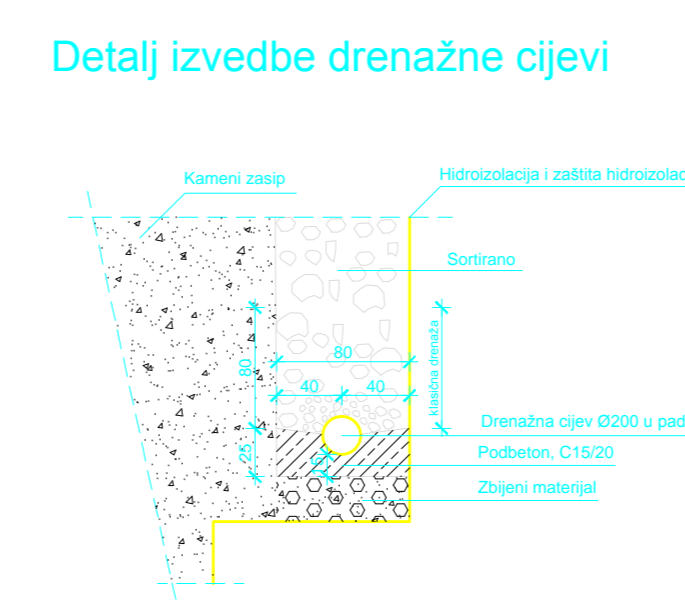 Detalj izvedbe drenažne cijevi
Kameni zasip
Hidroizolacija i zaštita hidroizolac
Sortirano
klasična drenaža
80
80
40
40
Drenažna cijev Ø200 u pad
Podbeton, C15/20
25
15
Zbijeni materijal